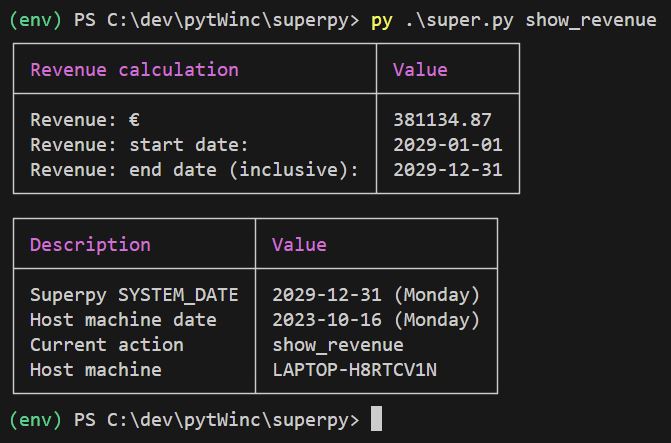 (env) PS C:\dev\pytWinc\superpy> py .\super.py show_revenue
Revenue calculation Value
Revenue: € 381134.87
Revenue: start date: 2029-01-01
Revenue: end date (inclusive): 2029-12-31
Description Value
Superpy SYSTEM_DATE 2029-12-31 (Monday)
Host machine date 2023-10-16 (Monday)
Current action show_revenue
Host machine LAPTOP-H8RTCV1N
(env) PS C:\dev\pytWinc\superpy>